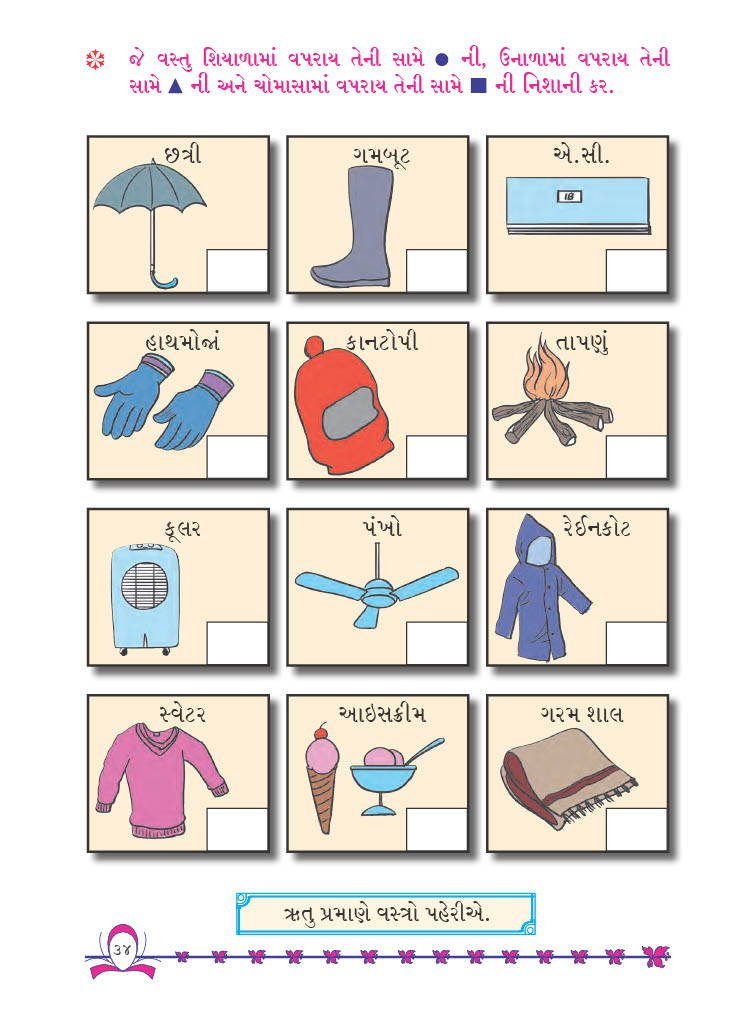 જે વસ્તુ શિયાળામાં વપરાય તેની સામે ● ની, ઉનાળામાં વપરાય તેની
સામે ▲ ની અને ચોમાસામાં વપરાય તેની સામે ■ ની નિશાની કર.
છત્રી
ગમબૂટ
એ.સી.
18
હાથમોજાં
કાનટોપી
તાપણું
કૂલર
પંખો
રેઈનકોટ
સ્વેટર
આઇસક્રીમ
ગરમ શાલ
ઋતુ પ્રમાણે વસ્ત્રો પહેરીએ.
૩૪